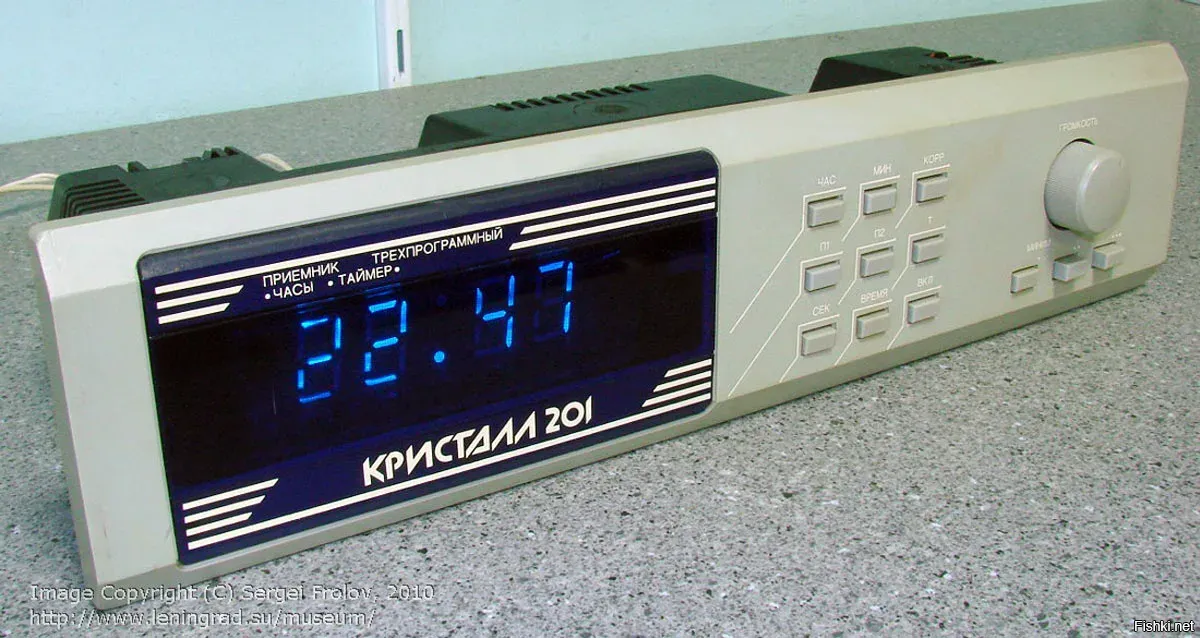 ПРИЕМНИК ТРЕХПРОГРАММНЫЙ
•ЧАСЫ •ТАЙМЕР•
22.47
КРИСТАЛЛ 201
ГРОМКОСТЬ
ЧАС МИН КОРР
П1 П2 Т
СЕК ВРЕМЯ ВКЛ
Image Copyright (C) Sergei Frolov, 2010
http://www.leningrad.su/museum/
Fishki.net